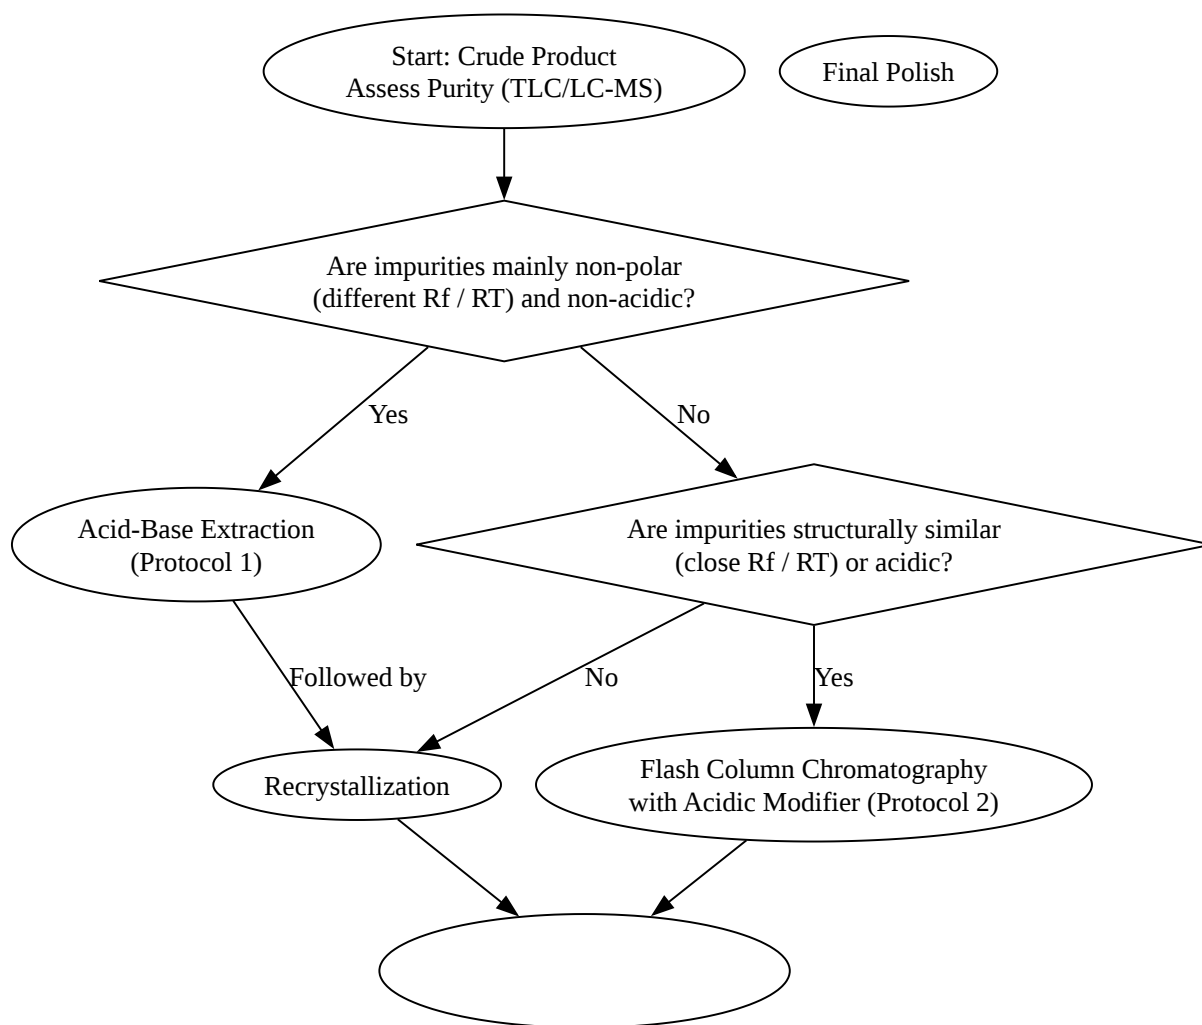 Start: Crude Product
Assess Purity (TLC/LC-MS)
Final Polish
Are impurities mainly non-polar
(different Rf / RT) and non-acidic?
Yes
No
Acid-Base Extraction
(Protocol 1)
Are impurities structurally similar
(close Rf / RT) or acidic?
Followed by
No
Yes
Recrystallization
Flash Column Chromatography
with Acidic Modifier (Protocol 2)